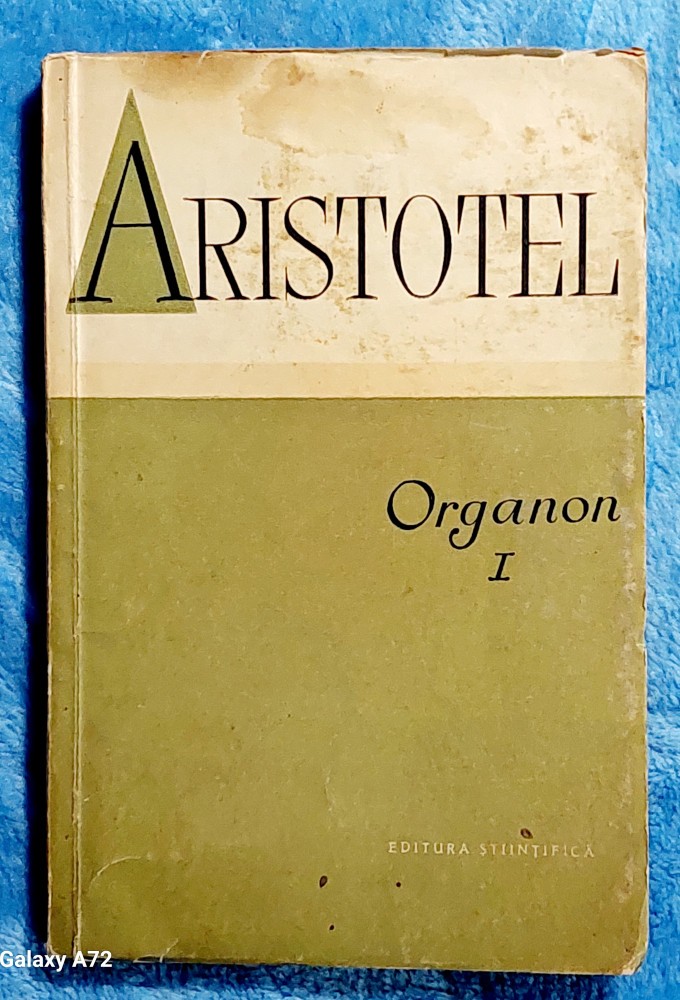 ARISTOTEL
Organon
I
EDITURA ȘTIINȚIFICĂ
Galaxy A72